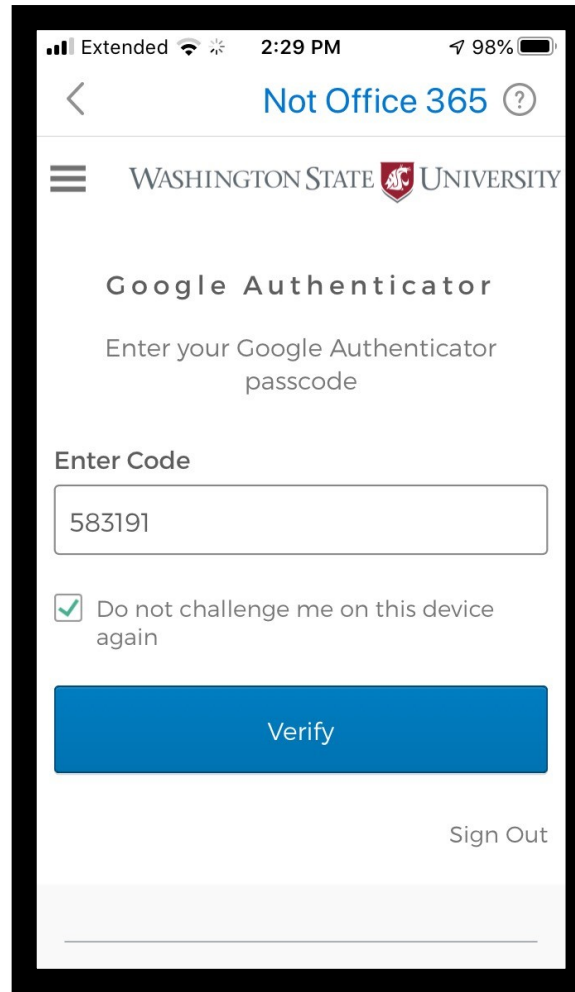 Extended 2:29 PM 98%
Not Office 365 ?
WASHINGTON STATE UNIVERSITY
Google Authenticator
Enter your Google Authenticator
passcode
Enter Code
583191
Do not challenge me on this device
again
Verify
Sign Out